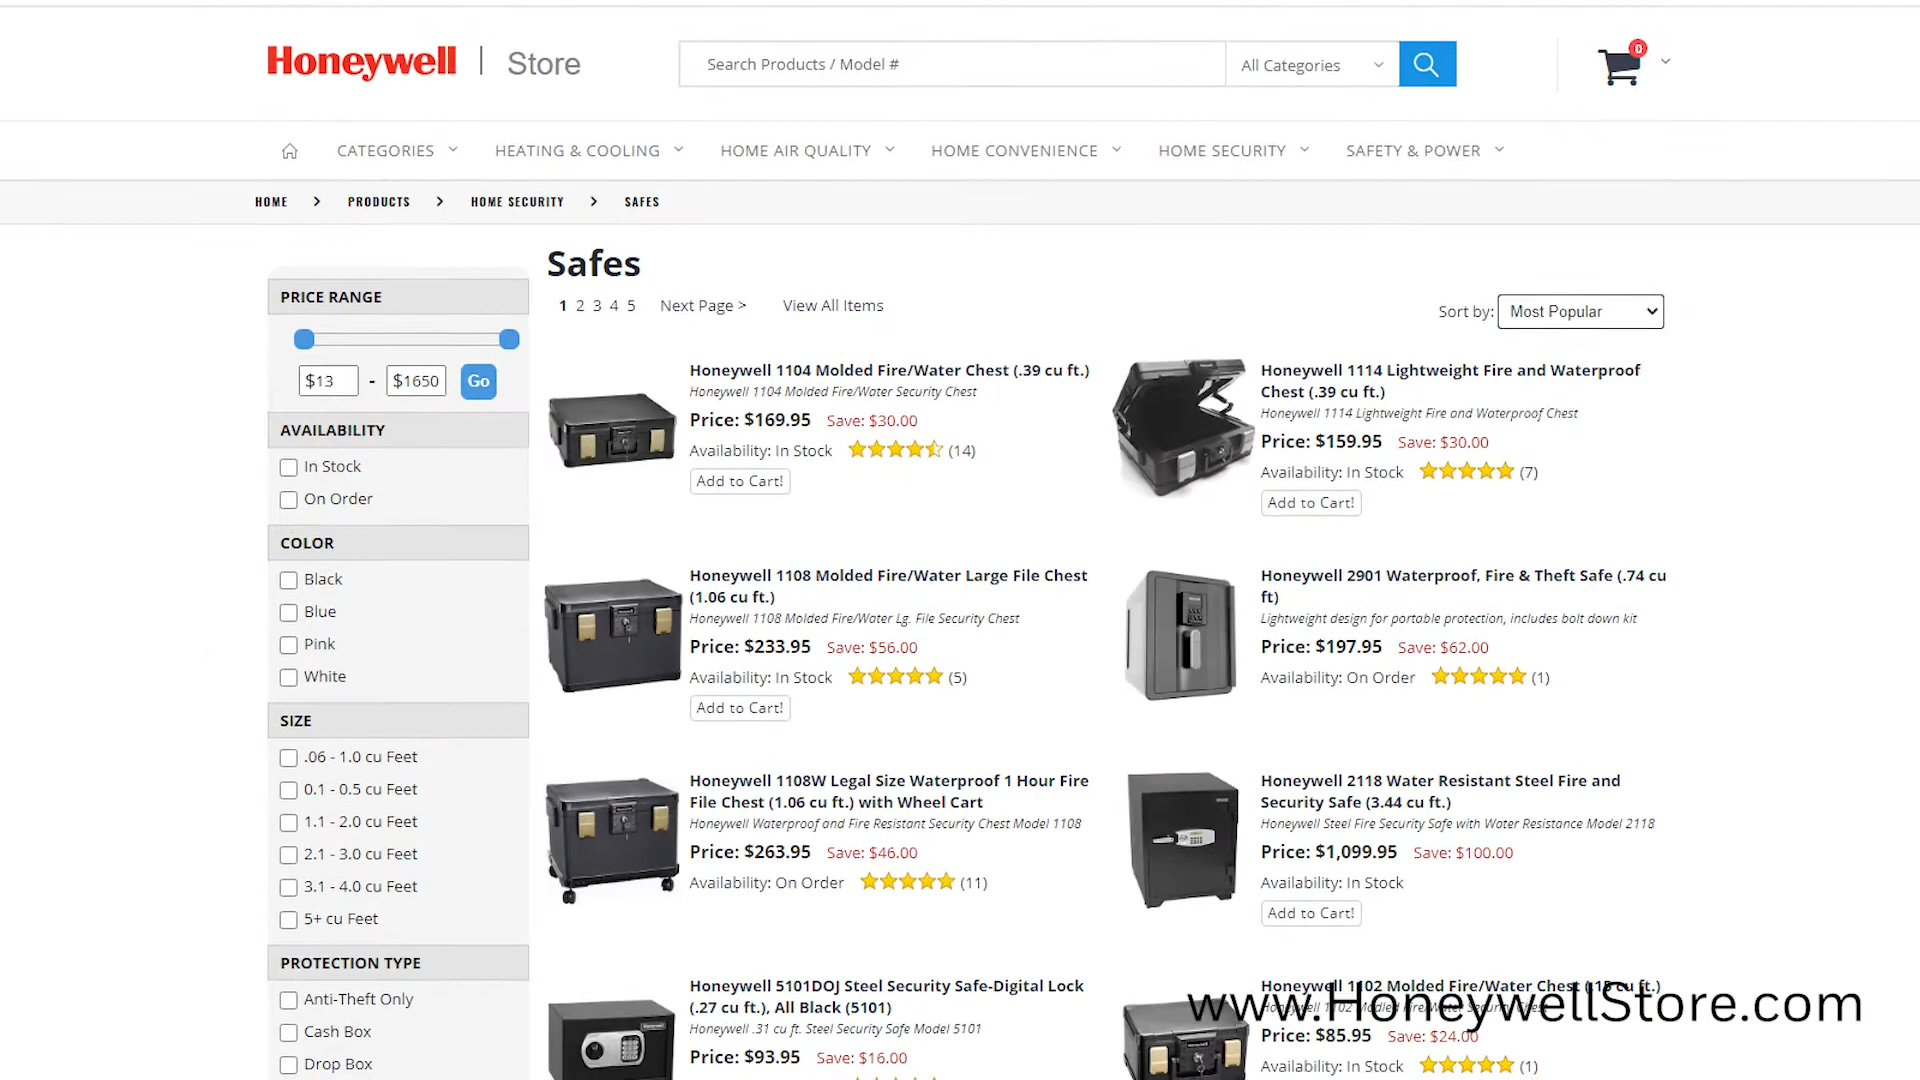 Honeywell | Store
Search Products / Model #
All Categories
0
CATEGORIES
HEATING & COOLING
HOME AIR QUALITY
HOME CONVENIENCE
HOME SECURITY
SAFETY & POWER
HOME > PRODUCTS > HOME SECURITY > SAFES
PRICE RANGE
$13 - $1650 Go
AVAILABILITY
In Stock
On Order
COLOR
Black
Blue
Pink
White
SIZE
.06 - 1.0 cu Feet
0.1 - 0.5 cu Feet
1.1 - 2.0 cu Feet
2.1 - 3.0 cu Feet
3.1 - 4.0 cu Feet
5+ cu Feet
PROTECTION TYPE
Anti-Theft Only
Cash Box
Drop Box
Safes
1 2 3 4 5 Next Page > View All Items
Sort by: Most Popular
Honeywell 1104 Molded Fire/Water Chest (.39 cu ft.)
Honeywell 1104 Molded Fire/Water Security Chest
Price: $169.95 Save: $30.00
Availability: In Stock (14)
Add to Cart!
Honeywell 1114 Lightweight Fire and Waterproof
Chest (.39 cu ft.)
Honeywell 1114 Lightweight Fire and Waterproof Chest
Price: $159.95 Save: $30.00
Availability: In Stock (7)
Add to Cart!
Honeywell 1108 Molded Fire/Water Large File Chest
(1.06 cu ft.)
Honeywell 1108 Molded Fire/Water Lg. File Security Chest
Price: $233.95 Save: $56.00
Availability: In Stock (5)
Add to Cart!
Honeywell 2901 Waterproof, Fire & Theft Safe (.74 cu
ft)
Lightweight design for portable protection, includes bolt down kit
Price: $197.95 Save: $62.00
Availability: On Order (1)
Honeywell 1108W Legal Size Waterproof 1 Hour Fire
File Chest (1.06 cu ft.) with Wheel Cart
Honeywell Waterproof and Fire Resistant Security Chest Model 1108
Price: $263.95 Save: $46.00
Availability: On Order (11)
Honeywell 2118 Water Resistant Steel Fire and
Security Safe (3.44 cu ft.)
Honeywell Steel Fire Security Safe with Water Resistance Model 2118
Price: $1,099.95 Save: $100.00
Availability: In Stock
Add to Cart!
Honeywell 5101DOJ Steel Security Safe-Digital Lock
(.27 cu ft.), All Black (5101)
Honeywell .31 cu ft. Steel Security Safe Model 5101
Price: $93.95 Save: $16.00
Honeywell 1102 Molded Fire/Water Chest (.15 cu ft.)
Honeywell 1102 Molded Fire/Water Security Chest
Price: $85.95 Save: $24.00
Availability: In Stock (1)
www.HoneywellStore.com